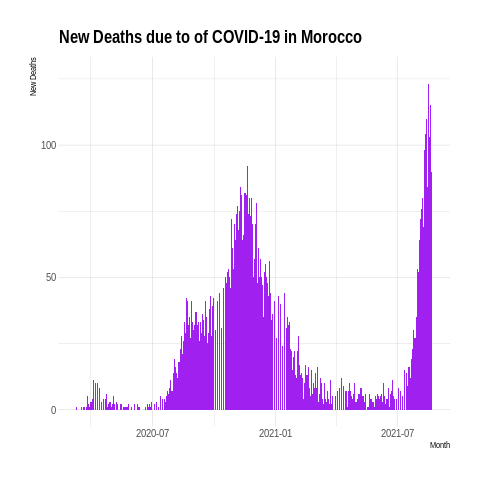 New Deaths due to of COVID-19 in Morocco
New Deaths
100
50
0
2020-07
2021-01
2021-07
Month